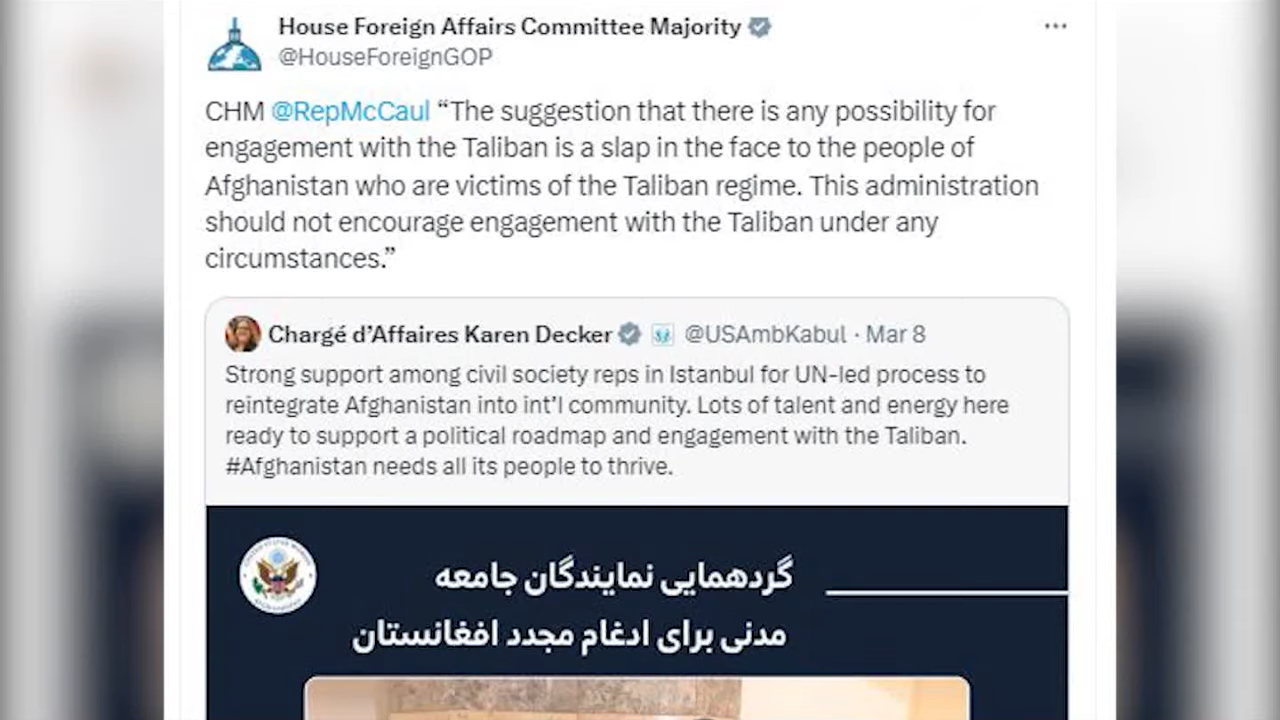 House Foreign Affairs Committee Majority
@HouseForeignGOP
CHM @RepMcCaul “The suggestion that there is any possibility for
engagement with the Taliban is a slap in the face to the people of
Afghanistan who are victims of the Taliban regime. This administration
should not encourage engagement with the Taliban under any
circumstances.”
Chargé d’Affaires Karen Decker @USAmbKabul · Mar 8
Strong support among civil society reps in Istanbul for UN-led process to
reintegrate Afghanistan into int’l community. Lots of talent and energy here
ready to support a political roadmap and engagement with the Taliban.
#Afghanistan needs all its people to thrive.
گردهمایی نمایندگان جامعه
مدنی برای ادغام مجدد افغانستان